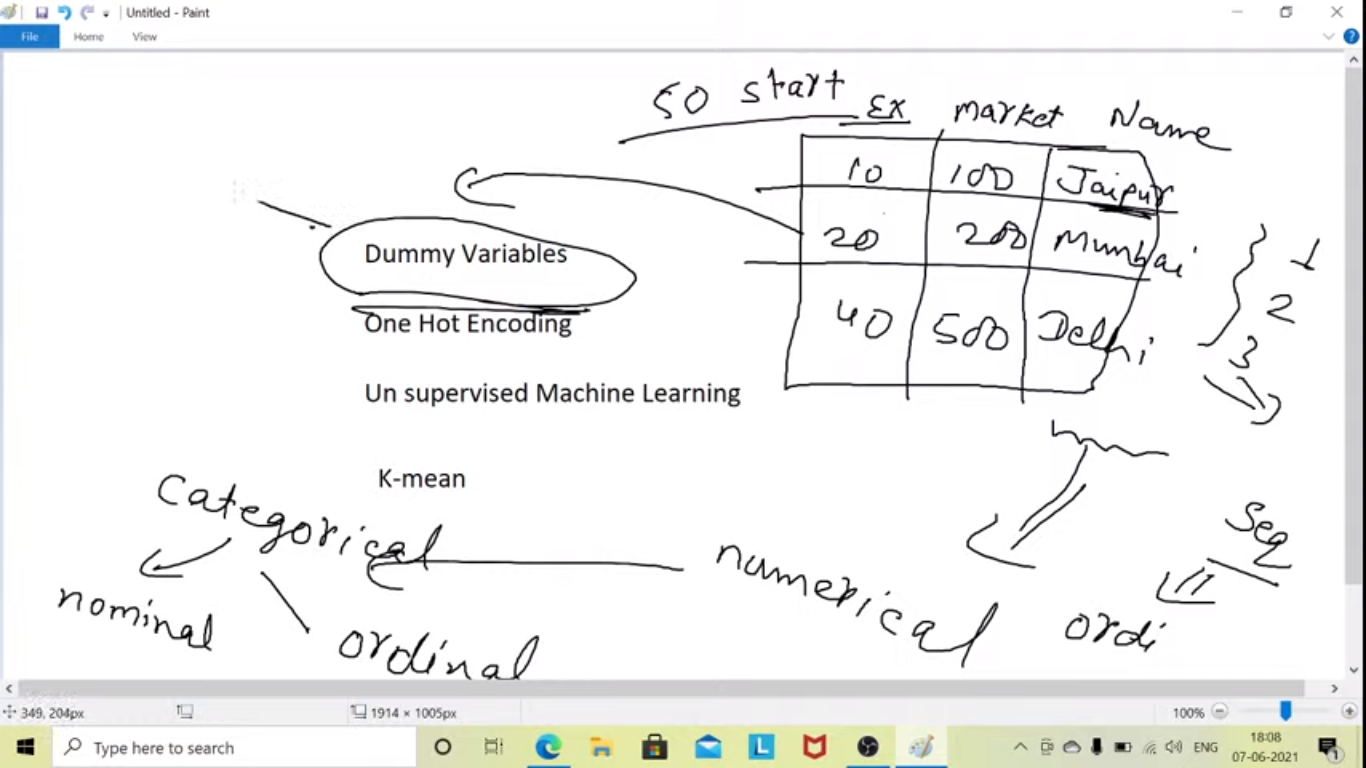 Untitled - Paint
File Home View
50 start Ex market Name
10 100 Jaipur
20 200 Mumbai
40 500 Delhi
1
2
3
Dummy Variables
One Hot Encoding
Un supervised Machine Learning
K-mean
Categorical
nominal
ordinal
numerical
Seq
ordi
349, 204px 1914 × 1005px 100%
Type here to search
ENG
18:08
07-06-2021